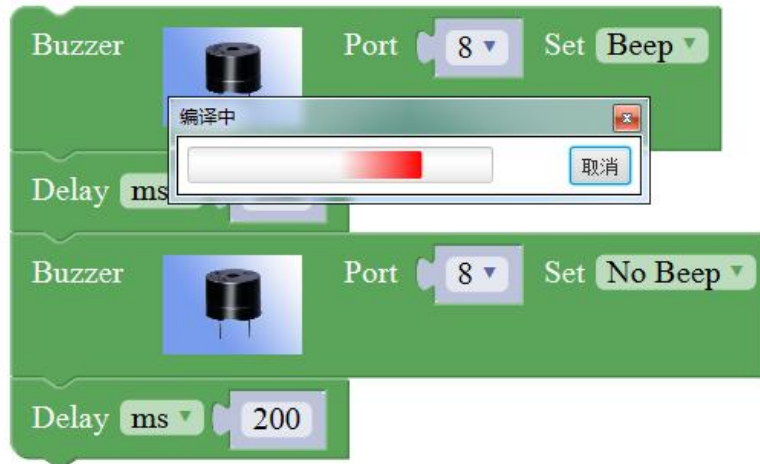 Buzzer Port 8 Set Beep
编译中
取消
Delay ms
Buzzer Port 8 Set No Beep
Delay ms 200